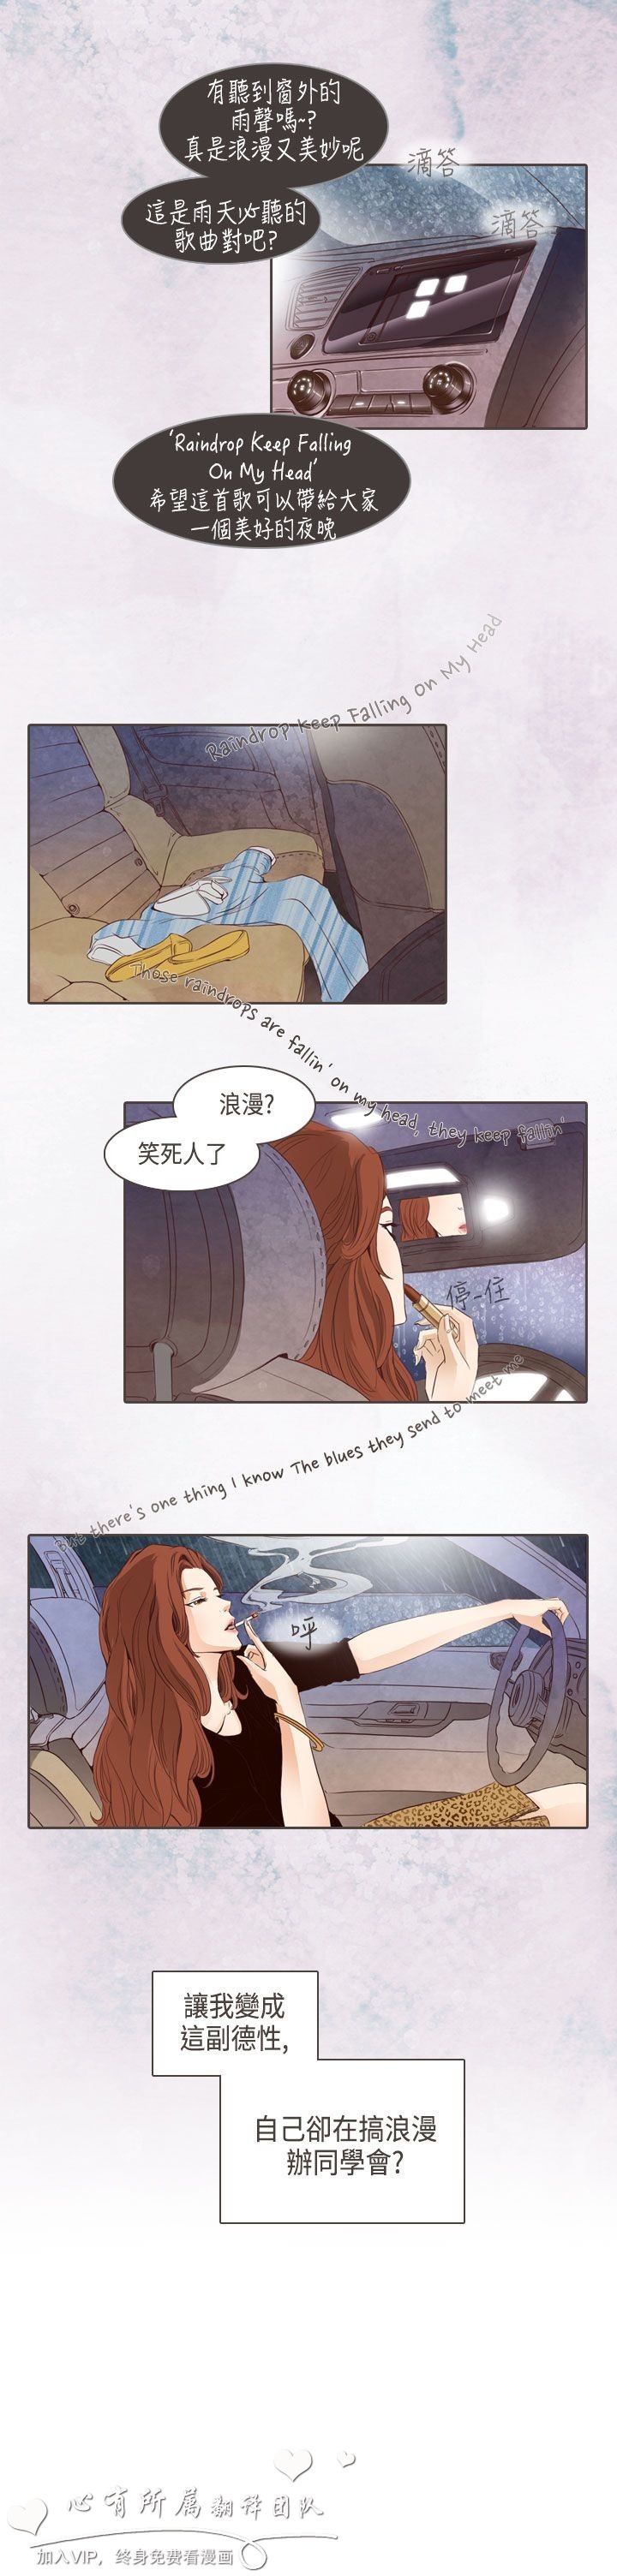 有聽到窗外的
雨聲嗎~?
真是浪漫又美妙呢
滴答
這是雨天必聽的
歌曲對吧?
滴答
'Raindrop Keep Falling
On My Head'
希望這首歌可以帶給大家
一個美好的夜晚
Raindrop Keep Falling On My Head
Those raindrops are fallin' on my head, they keep fallin'
浪漫?
笑死人了
停-住
But there's one thing I know The blues they send to meet me
呼
讓我變成
這副德性,
自己卻在搞浪漫
辦同學會?
心有所属翻译团队
加入VIP，终身免费看漫画